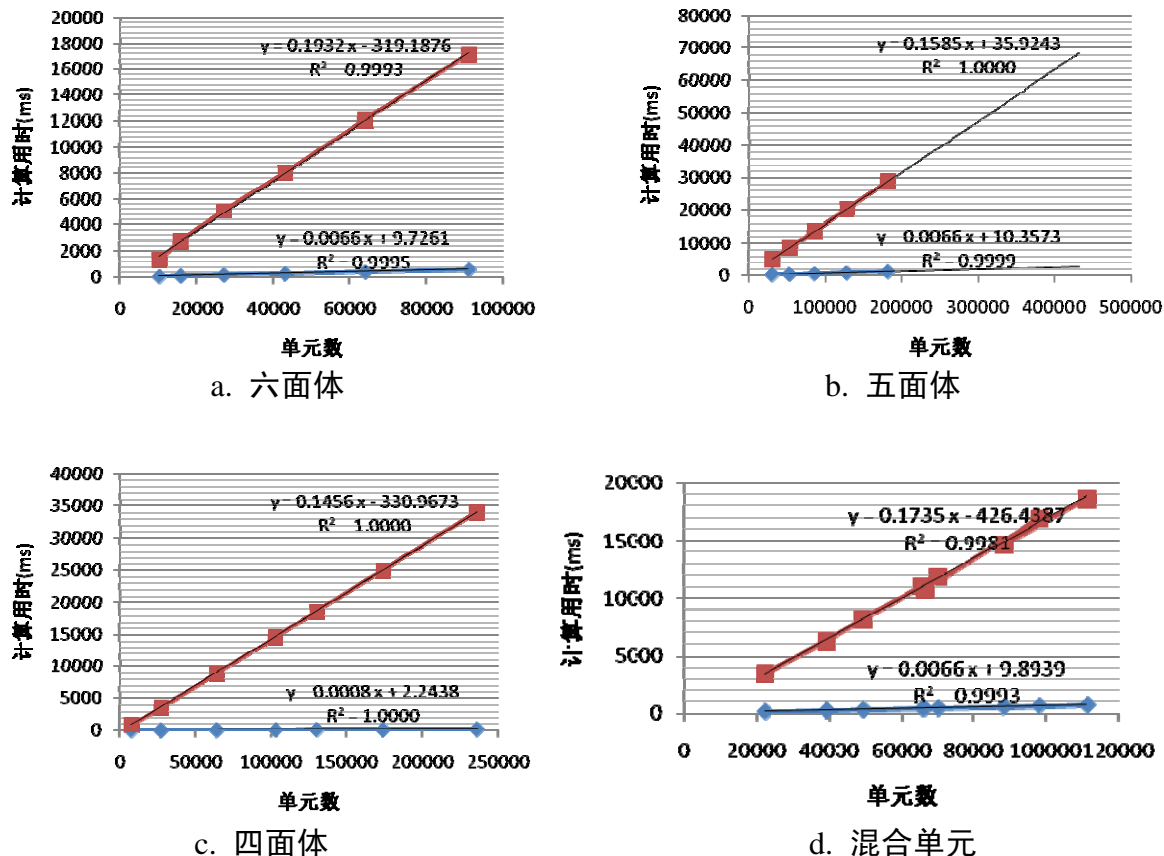 20000
18000
16000
14000
12000
10000
8000
6000
4000
2000
0
计算用时(ms)
y = 0.1932x - 319.1876
R² = 0.9993
y = 0.0066x + 9.7261
R² = 0.9995
0 20000 40000 60000 80000 100000
单元数
a. 六面体
80000
70000
60000
50000
40000
30000
20000
10000
0
计算用时(ms)
y = 0.1585x + 35.9243
R² = 1.0000
y = 0.0066x + 10.3573
R² = 0.9999
0 100000 200000 300000 400000 500000
单元数
b. 五面体
40000
35000
30000
25000
20000
15000
10000
5000
0
计算用时(ms)
y = 0.1456x - 330.9673
R² = 1.0000
y = 0.0008x + 2.2438
R² = 1.0000
0 50000 100000 150000 200000 250000
单元数
c. 四面体
20000
15000
10000
5000
0
计算用时(ms)
y = 0.1735x - 426.4387
R² = 0.9981
y = 0.0066x + 9.8939
R² = 0.9993
0 20000 40000 60000 80000 100000 120000
单元数
d. 混合单元